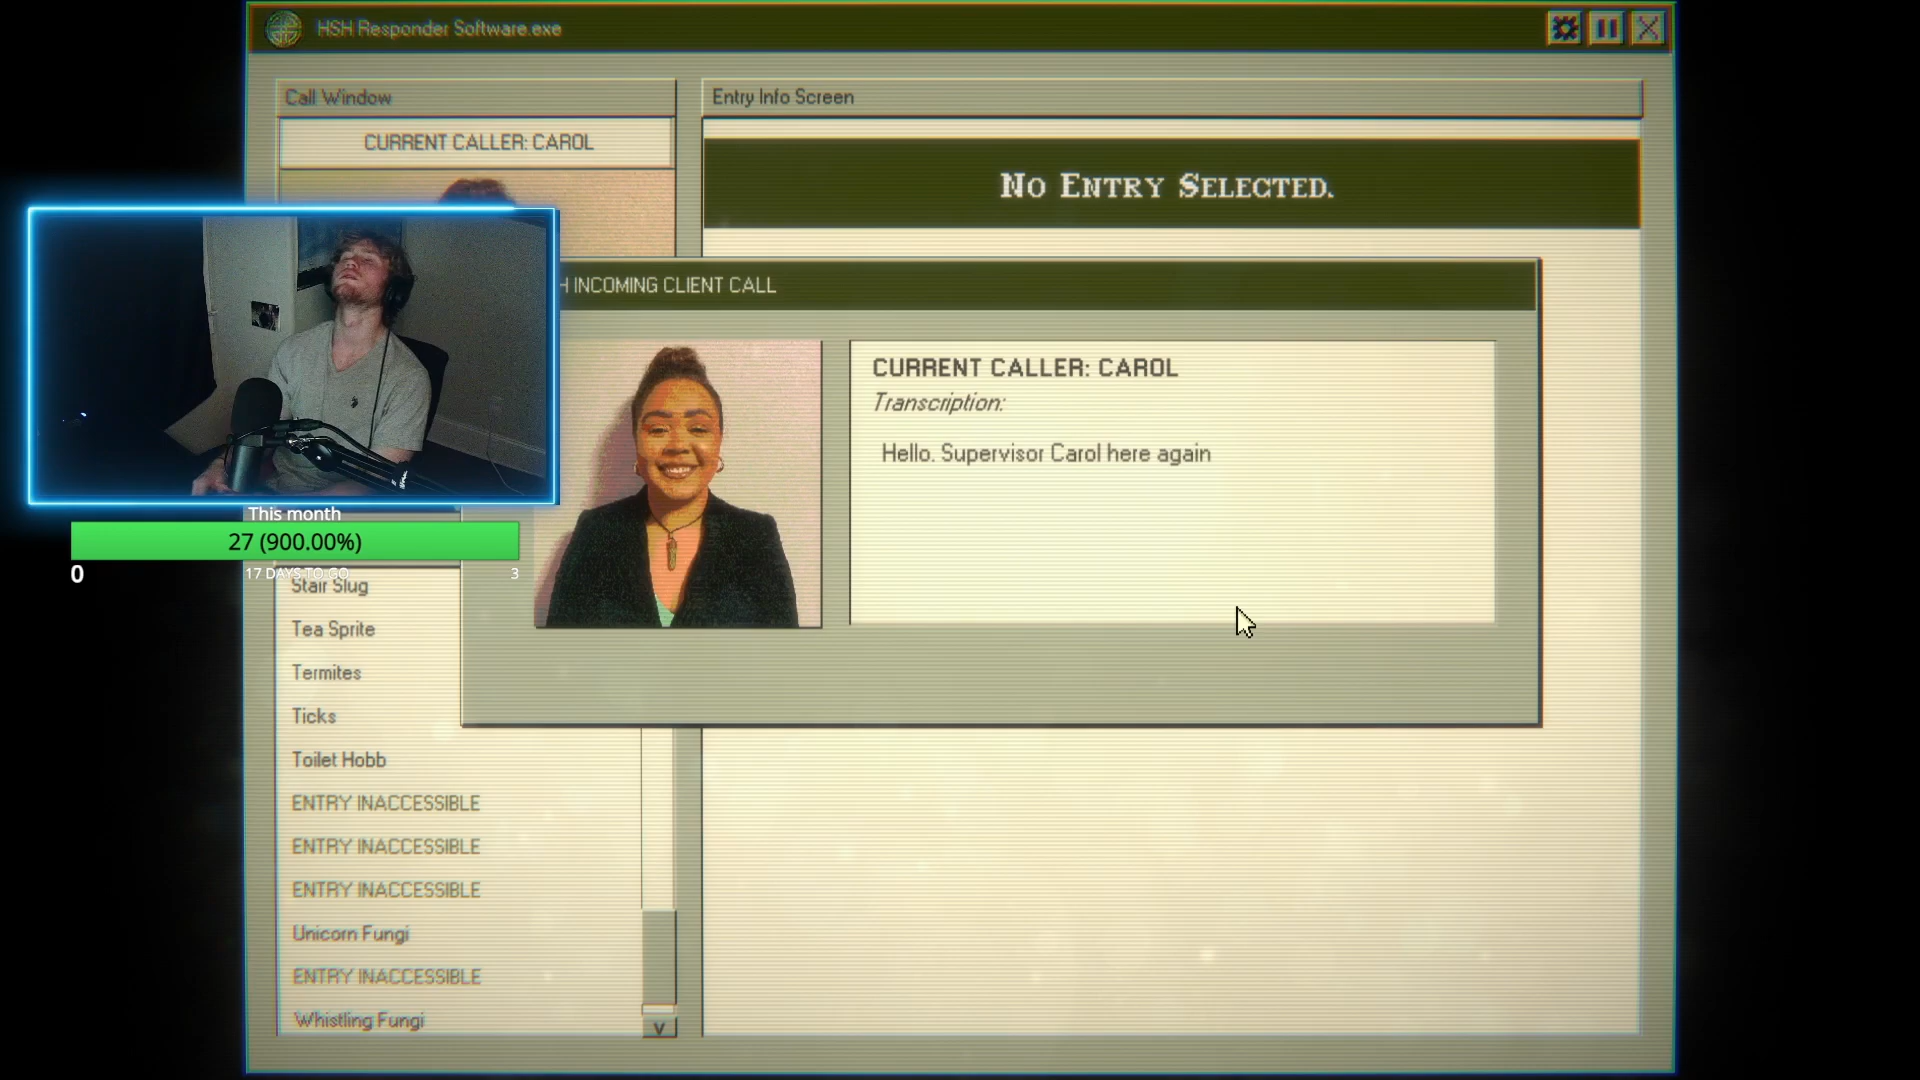 HSH Responder Software.exe
Call Window
CURRENT CALLER: CAROL
Entry Info Screen
No Entry Selected.
INCOMING CLIENT CALL
CURRENT CALLER: CAROL
Transcription:
Hello. Supervisor Carol here again
This month
27 (900.00%)
0
17 DAYS TO GO
3
Stair Slug
Tea Sprite
Termites
Ticks
Toilet Hobb
ENTRY INACCESSIBLE
ENTRY INACCESSIBLE
ENTRY INACCESSIBLE
Unicorn Fungi
ENTRY INACCESSIBLE
Whistling Fungi
V